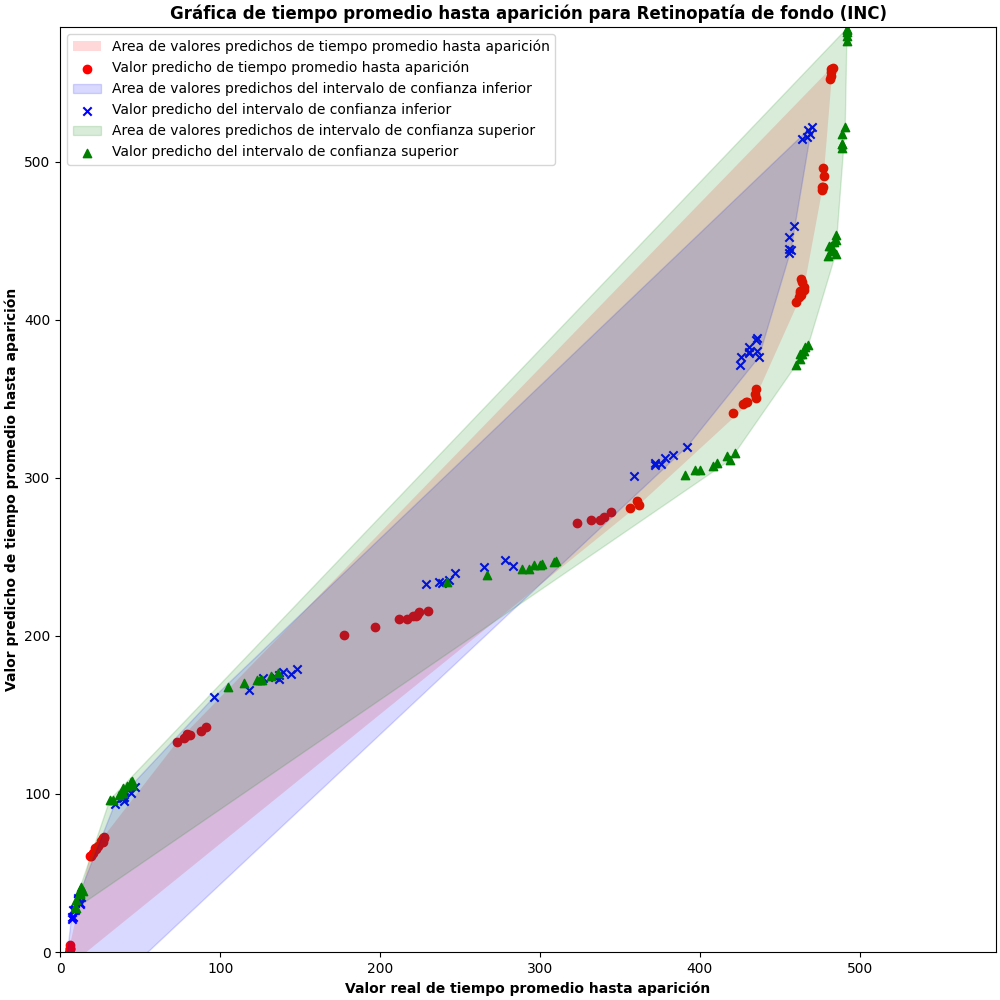 Gráfica de tiempo promedio hasta aparición para Retinopatía de fondo (INC)
Area de valores predichos de tiempo promedio hasta aparición
Valor predicho de tiempo promedio hasta aparición
Area de valores predichos del intervalo de confianza inferior
Valor predicho del intervalo de confianza inferior
Area de valores predichos de intervalo de confianza superior
Valor predicho del intervalo de confianza superior
Valor predicho de tiempo promedio hasta aparición
500
400
300
200
100
0
0 100 200 300 400 500
Valor real de tiempo promedio hasta aparición